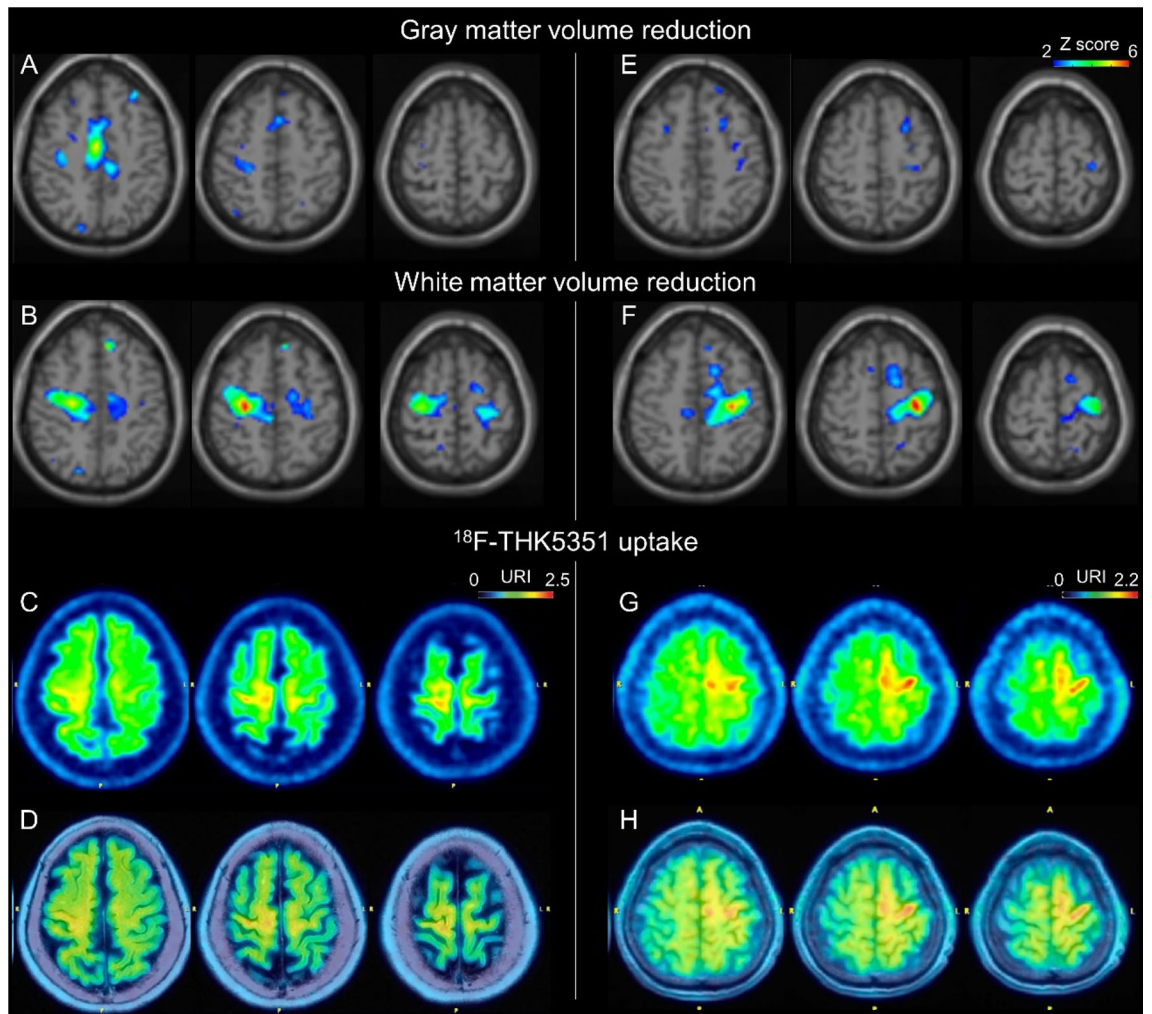 Gray matter volume reduction
A
E
Z score
2 6
White matter volume reduction
B
F
¹⁸F-THK5351 uptake
C
0 URI 2.5
G
0 URI 2.2
R
L R
L R
L
R
L R
L R
L
P
P
P
D
H
A
A
A
R
L R
L R
L
R
L R
L R
L
P
P
P
P
P
P